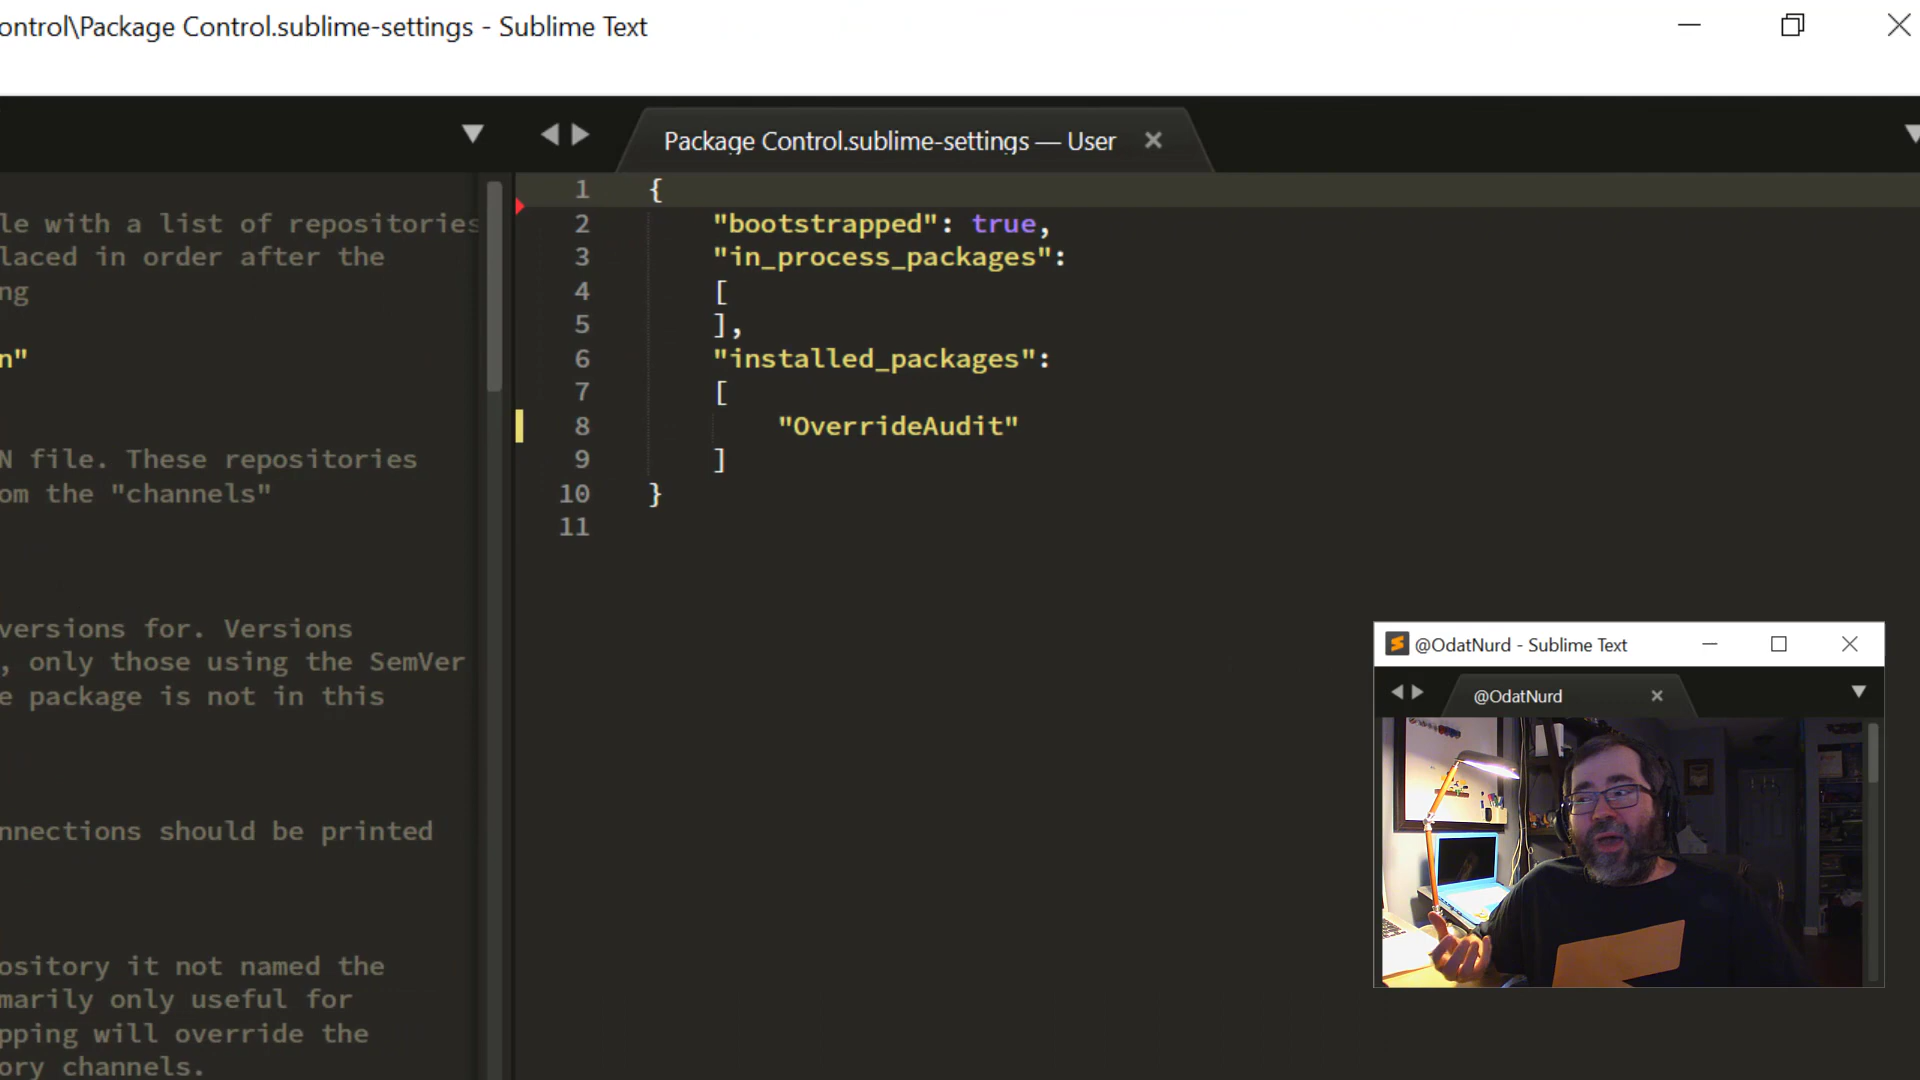 ontrol\Package Control.sublime-settings - Sublime Text
Package Control.sublime-settings — User
le with a list of repositories
laced in order after the
ng
n"
N file. These repositories
om the "channels"
versions for. Versions
, only those using the SemVer
e package is not in this
nnections should be printed
ository it not named the
marily only useful for
pping will override the
ory channels.
1 {
2 "bootstrapped": true,
3 "in_process_packages":
4 [
5 ],
6 "installed_packages":
7 [
8 "OverrideAudit"
9 ]
10 }
11
@OdatNurd - Sublime Text
@OdatNurd